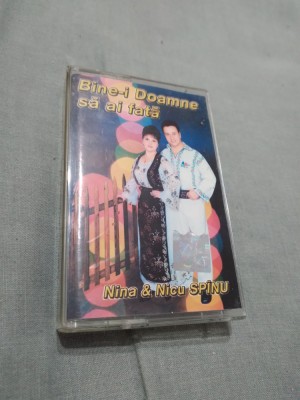 Bine-i Doamne
să ai fată
Nina & Nicu SPÎNU